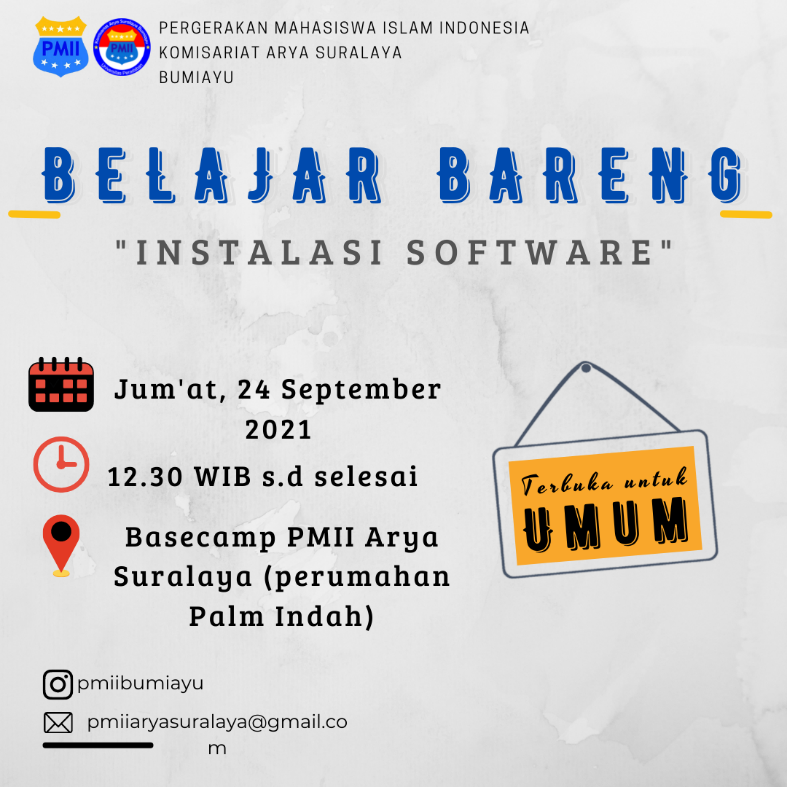 PMII
PMII
PERGERAKAN MAHASISWA ISLAM INDONESIA
KOMISARIAT ARYA SURALAYA
BUMIAYU
BELAJAR BARENG
"INSTALASI SOFTWARE"
Jum'at, 24 September
2021
12.30 WIB s.d selesai
Basecamp PMII Arya
Suralaya (perumahan
Palm Indah)
Terbuka untuk
UMUM
pmiibumiayu
pmiiaryasuralaya@gmail.co
m